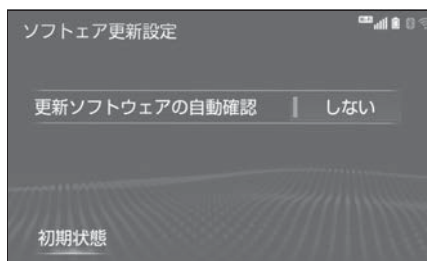 ソフトェア更新設定
更新ソフトウェアの自動確認 しない
初期状態